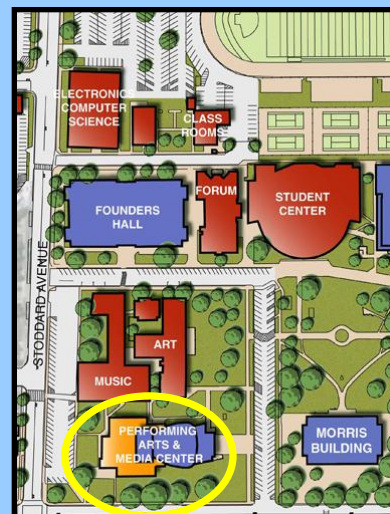 ELECTRONICS
COMPUTER
SCIENCE
CLASS
ROOMS
FOUNDERS
HALL
FORUM
STUDENT
CENTER
STODDARD AVENUE
ART
MUSIC
PERFORMING
ARTS &
MEDIA CENTER
MORRIS
BUILDING